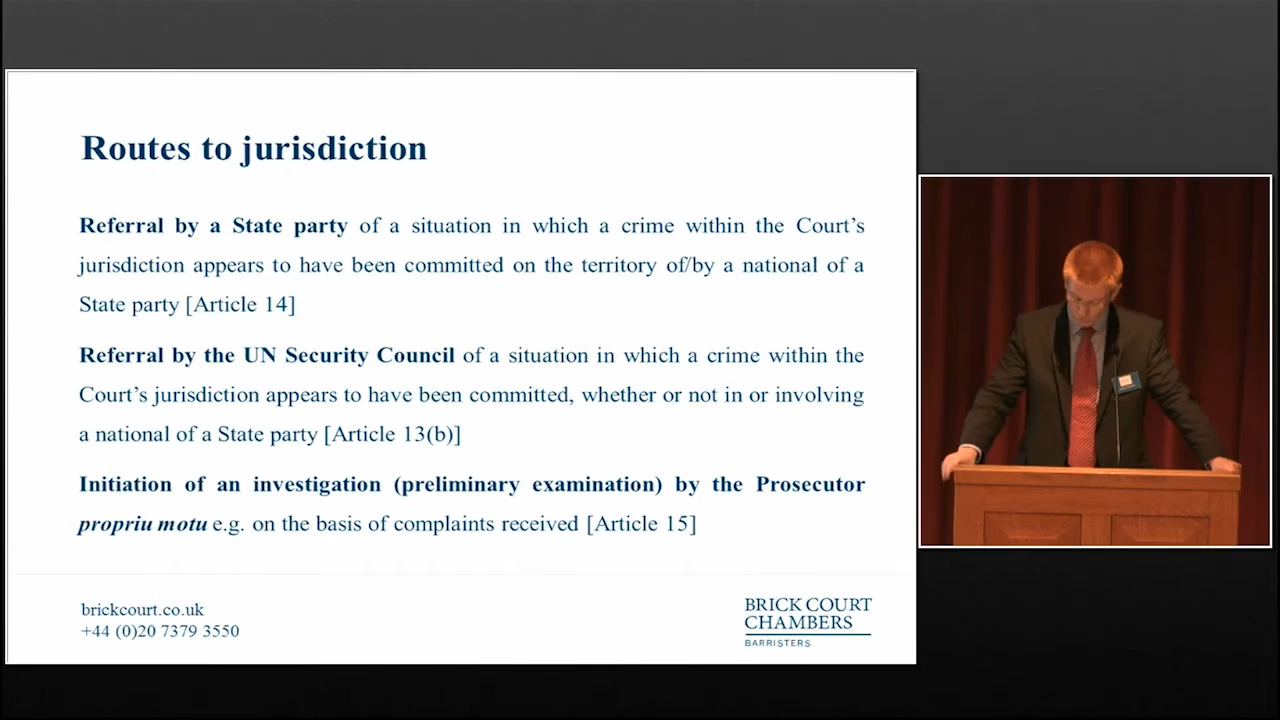 Routes to jurisdiction
Referral by a State party of a situation in which a crime within the Court's
jurisdiction appears to have been committed on the territory of/by a national of a
State party [Article 14]
Referral by the UN Security Council of a situation in which a crime within the
Court's jurisdiction appears to have been committed, whether or not in or involving
a national of a State party [Article 13(b)]
Initiation of an investigation (preliminary examination) by the Prosecutor
propriu motu e.g. on the basis of complaints received [Article 15]
brickcourt.co.uk
+44 (0)20 7379 3550
BRICK COURT
CHAMBERS
BARRISTERS